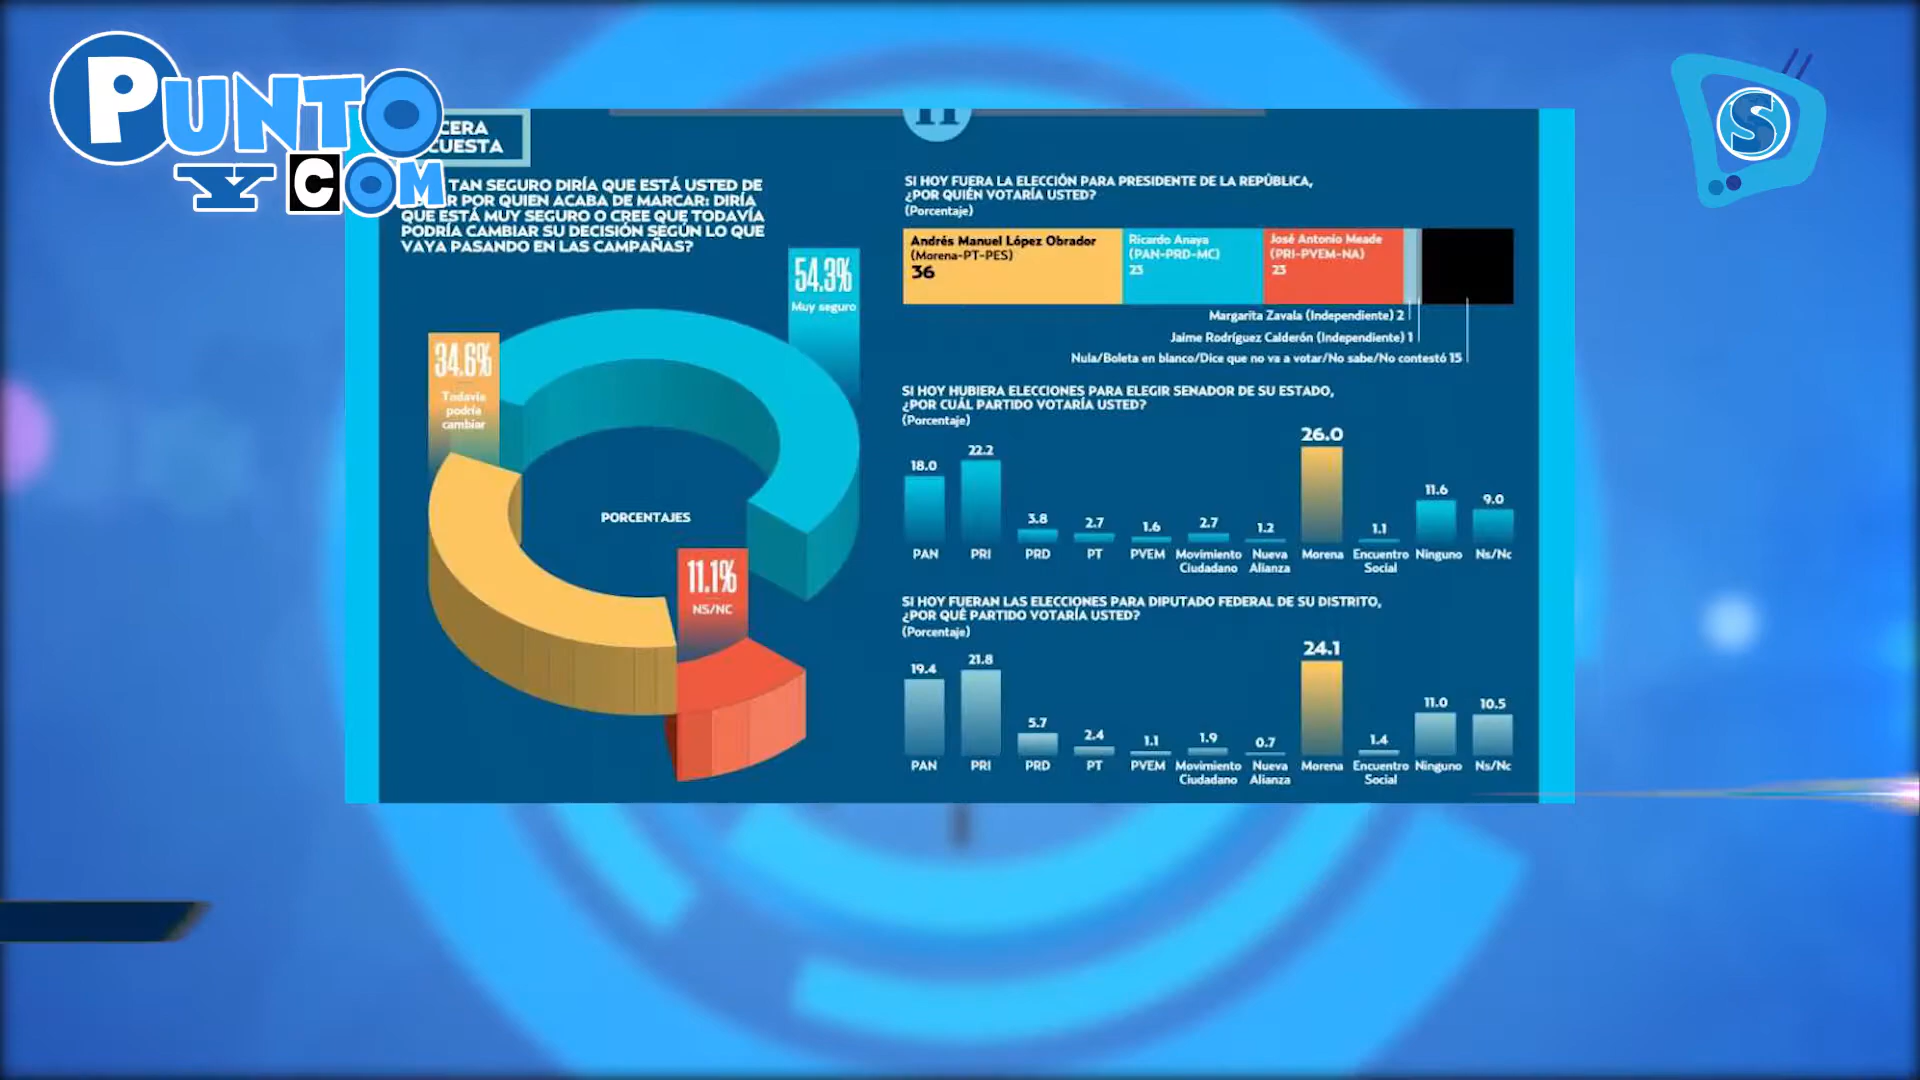 PUNTO
Y COM
S
CERA
CUESTA
TAN SEGURO DIRÍA QUE ESTÁ USTED DE
POR QUIEN ACABA DE MARCAR: DIRÍA
QUE ESTÁ MUY SEGURO O CREE QUE TODAVÍA
PODRÍA CAMBIAR SU DECISIÓN SEGÚN LO QUE
VAYA PASANDO EN LAS CAMPAÑAS?
54.3%
Muy seguro
34.6%
Todavía
podría
cambiar
PORCENTAJES
11.1%
NS/NC
SI HOY FUERA LA ELECCIÓN PARA PRESIDENTE DE LA REPÚBLICA,
¿POR QUIÉN VOTARÍA USTED?
(Porcentaje)
Andrés Manuel López Obrador
(Morena-PT-PES)
36
Ricardo Anaya
(PAN-PRD-MC)
23
José Antonio Meade
(PRI-PVEM-NA)
23
Margarita Zavala (Independiente) 2
Jaime Rodríguez Calderón (Independiente) 1
Nula/Boleta en blanco/Dice que no va a votar/No sabe/No contestó 15
SI HOY HUBIERA ELECCIONES PARA ELEGIR SENADOR DE SU ESTADO,
¿POR CUÁL PARTIDO VOTARÍA USTED?
(Porcentaje)
18.0 22.2 3.8 2.7 1.6 2.7 1.2 26.0 1.1 11.6 9.0
PAN PRI PRD PT PVEM Movimiento Nueva Morena Encuentro Ninguno Ns/Nc
Ciudadano Alianza Social
SI HOY FUERAN LAS ELECCIONES PARA DIPUTADO FEDERAL DE SU DISTRITO,
¿POR QUÉ PARTIDO VOTARÍA USTED?
(Porcentaje)
19.4 21.8 5.7 2.4 1.1 1.9 0.7 24.1 1.4 11.0 10.5
PAN PRI PRD PT PVEM Movimiento Nueva Morena Encuentro Ninguno Ns/Nc
Ciudadano Alianza Social